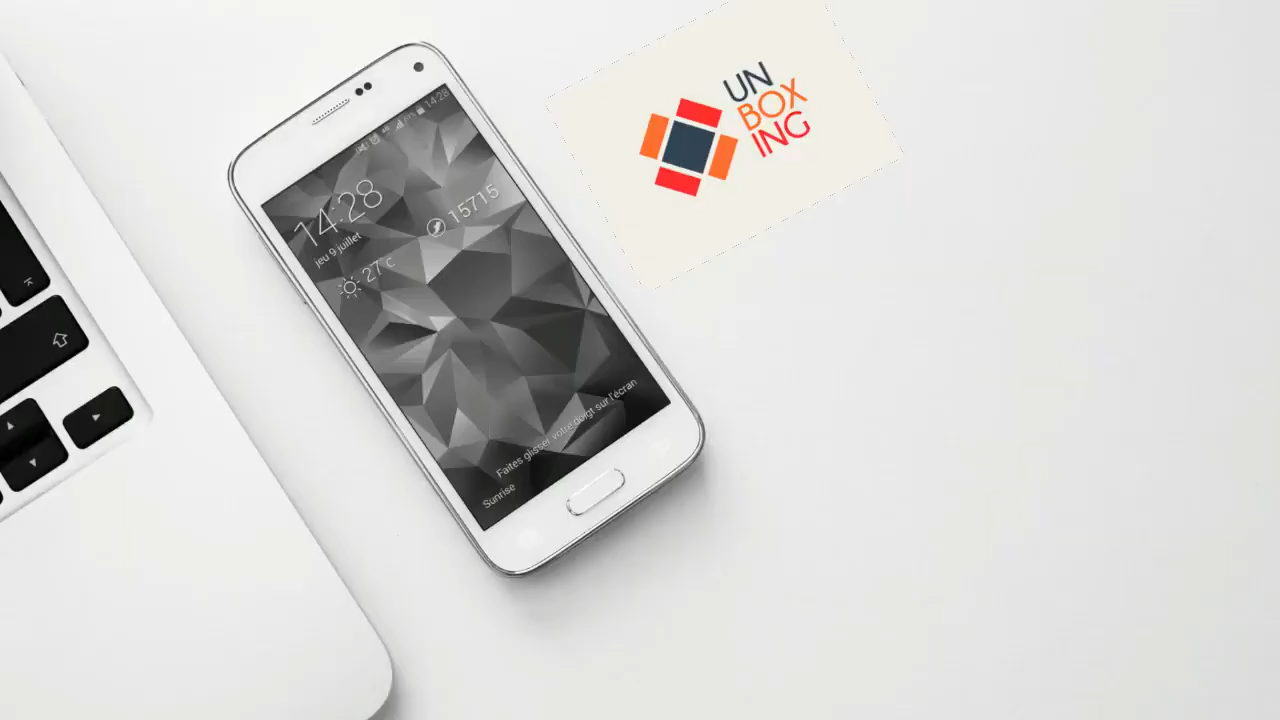 14:28
14:28
jeu 9 juillet
15715
27°C
Faites glisser votre doigt sur l'écran
Sunrise
UN
BOX
ING